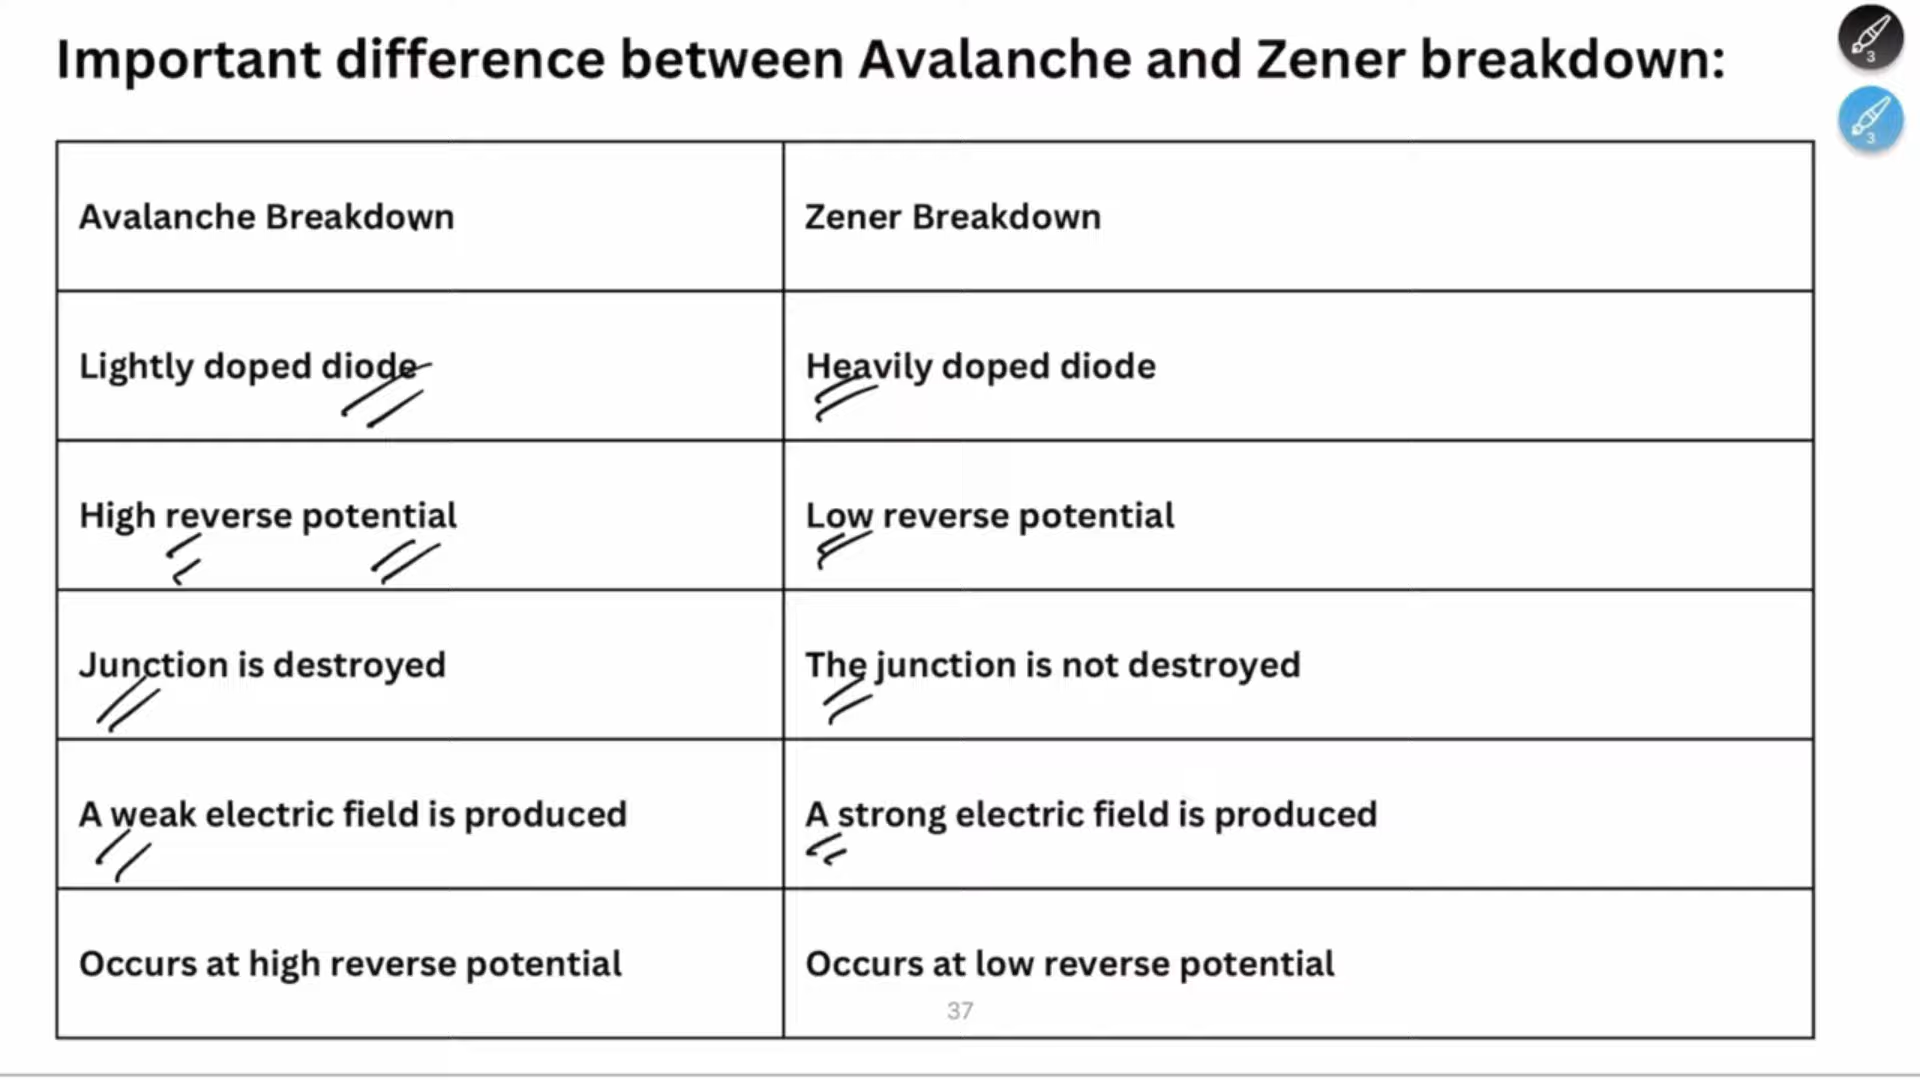 Important difference between Avalanche and Zener breakdown:
3
3
Avalanche Breakdown
Zener Breakdown
Lightly doped diode
Heavily doped diode
High reverse potential
Low reverse potential
Junction is destroyed
The junction is not destroyed
A weak electric field is produced
A strong electric field is produced
Occurs at high reverse potential
Occurs at low reverse potential
37